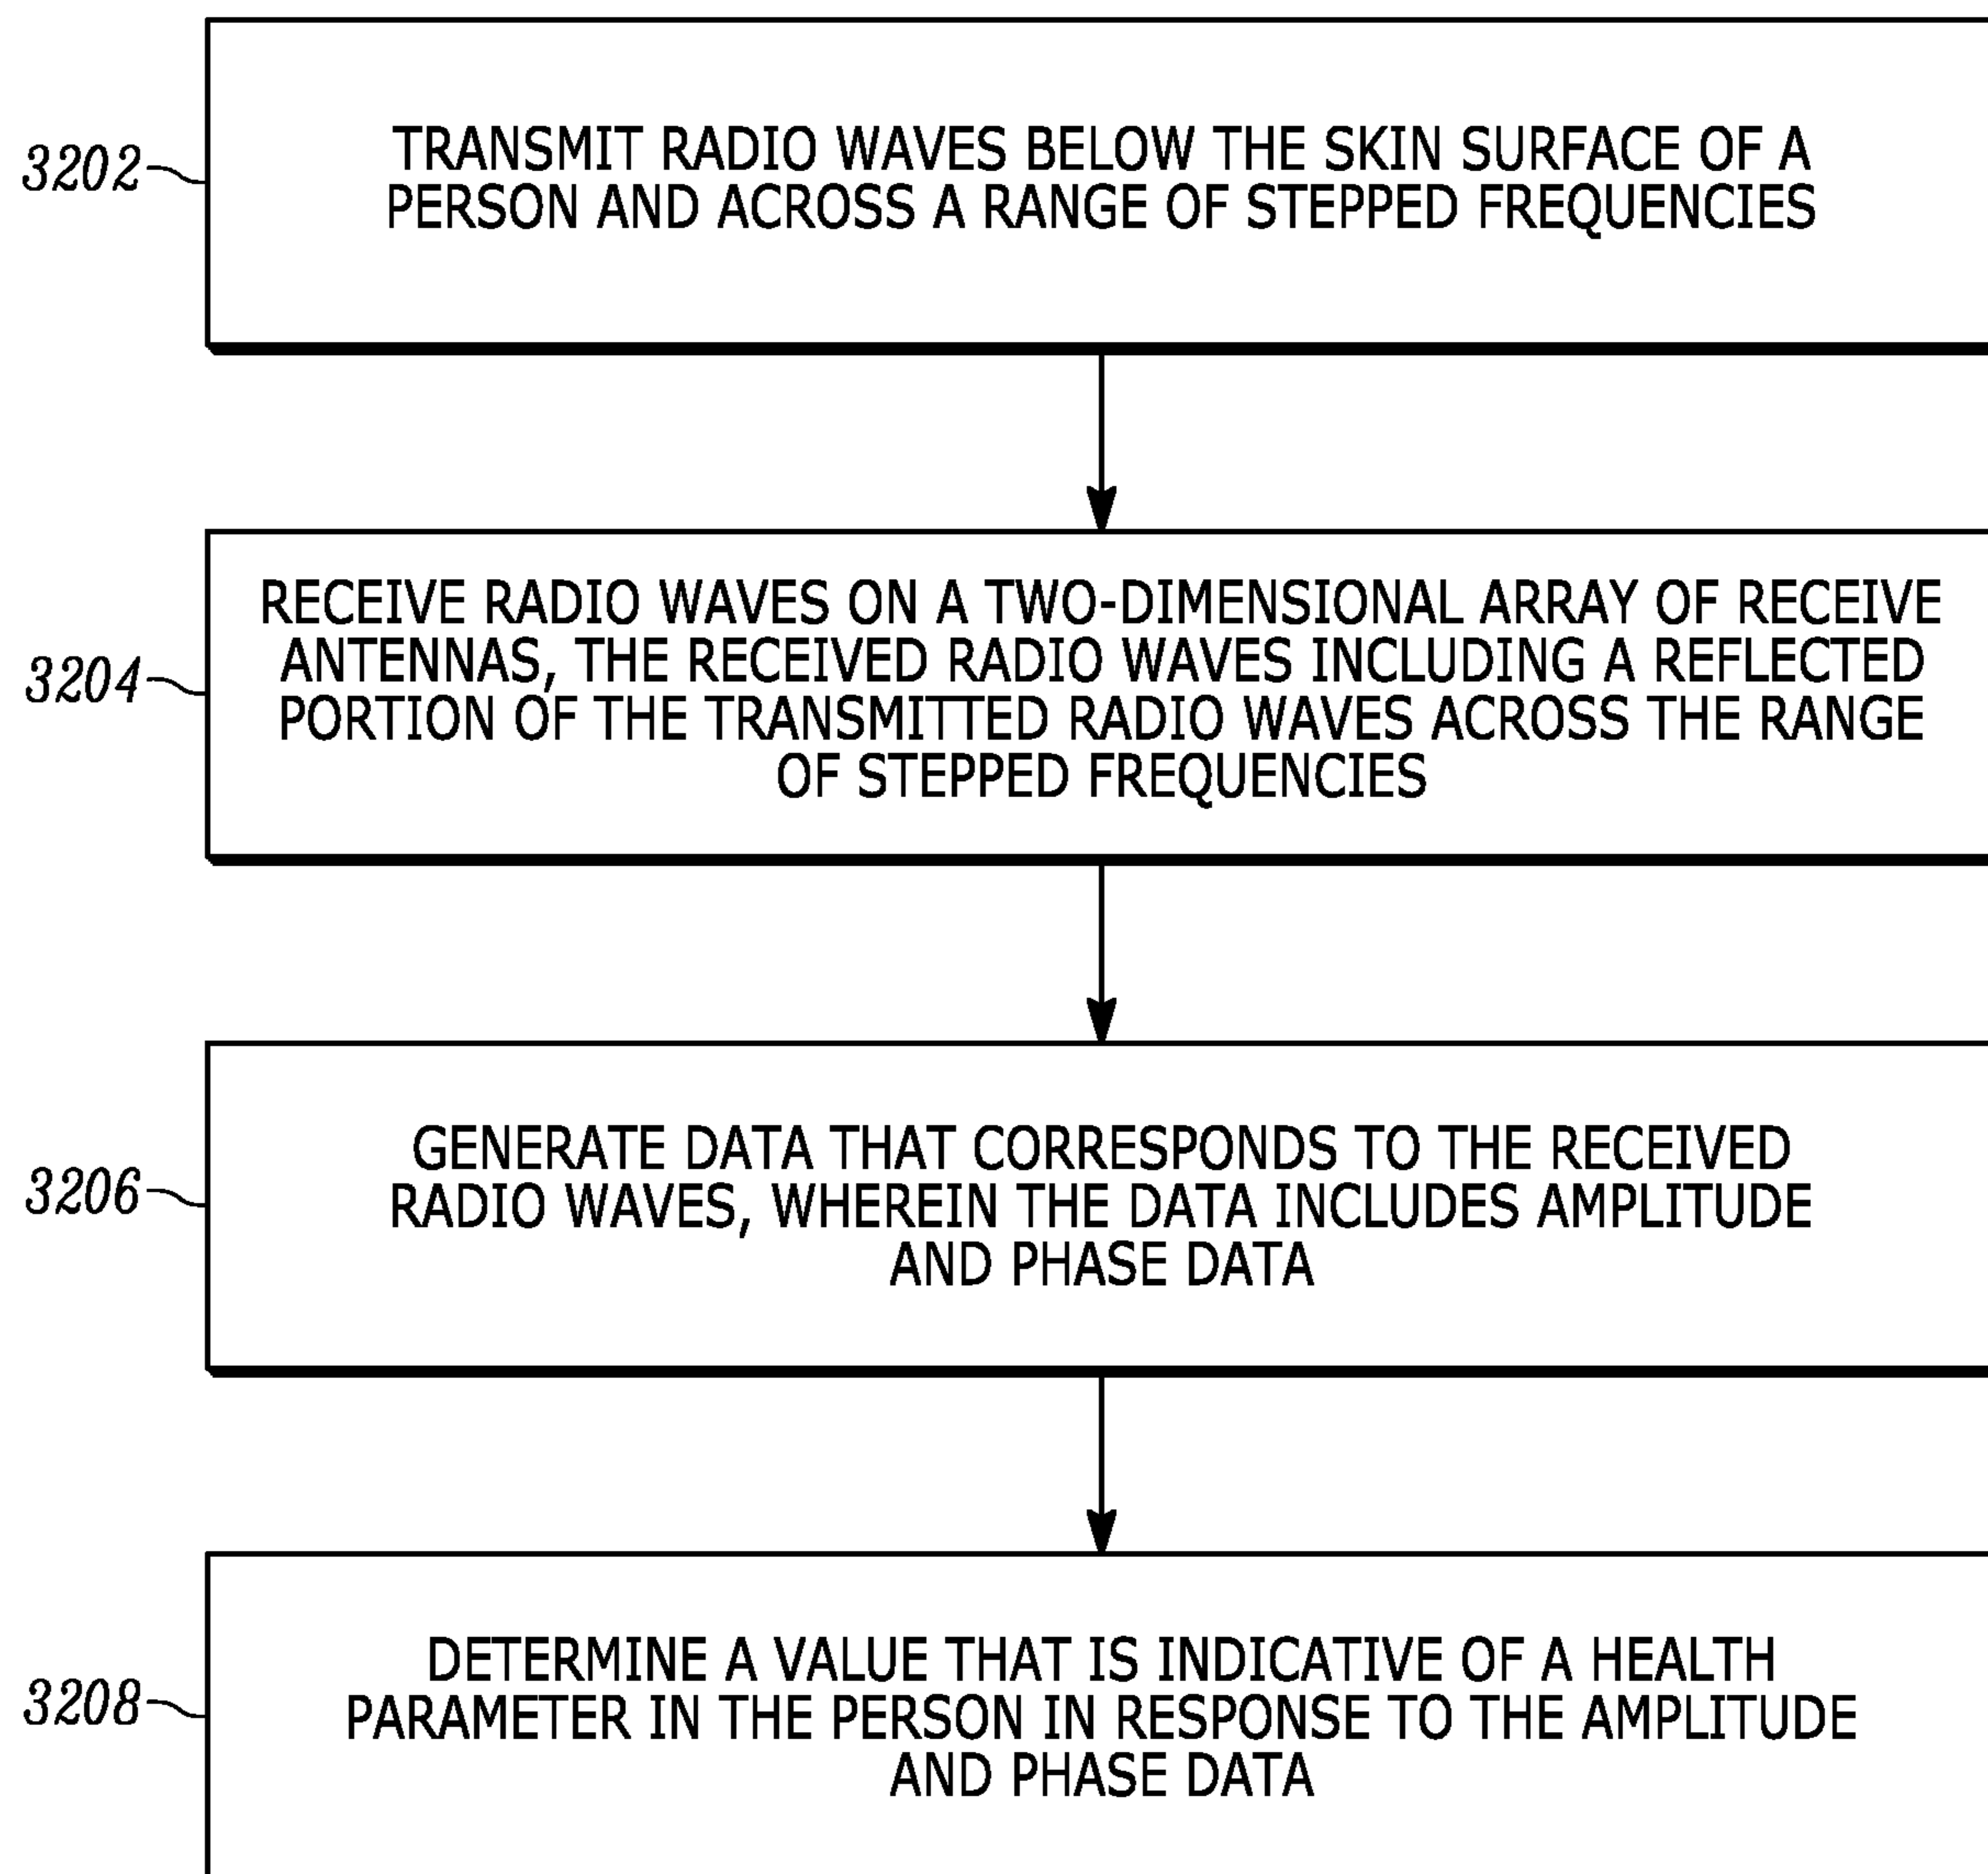 3202
TRANSMIT RADIO WAVES BELOW THE SKIN SURFACE OF A
PERSON AND ACROSS A RANGE OF STEPPED FREQUENCIES
3204
RECEIVE RADIO WAVES ON A TWO-DIMENSIONAL ARRAY OF RECEIVE
ANTENNAS, THE RECEIVED RADIO WAVES INCLUDING A REFLECTED
PORTION OF THE TRANSMITTED RADIO WAVES ACROSS THE RANGE
OF STEPPED FREQUENCIES
3206
GENERATE DATA THAT CORRESPONDS TO THE RECEIVED
RADIO WAVES, WHEREIN THE DATA INCLUDES AMPLITUDE
AND PHASE DATA
3208
DETERMINE A VALUE THAT IS INDICATIVE OF A HEALTH
PARAMETER IN THE PERSON IN RESPONSE TO THE AMPLITUDE
AND PHASE DATA